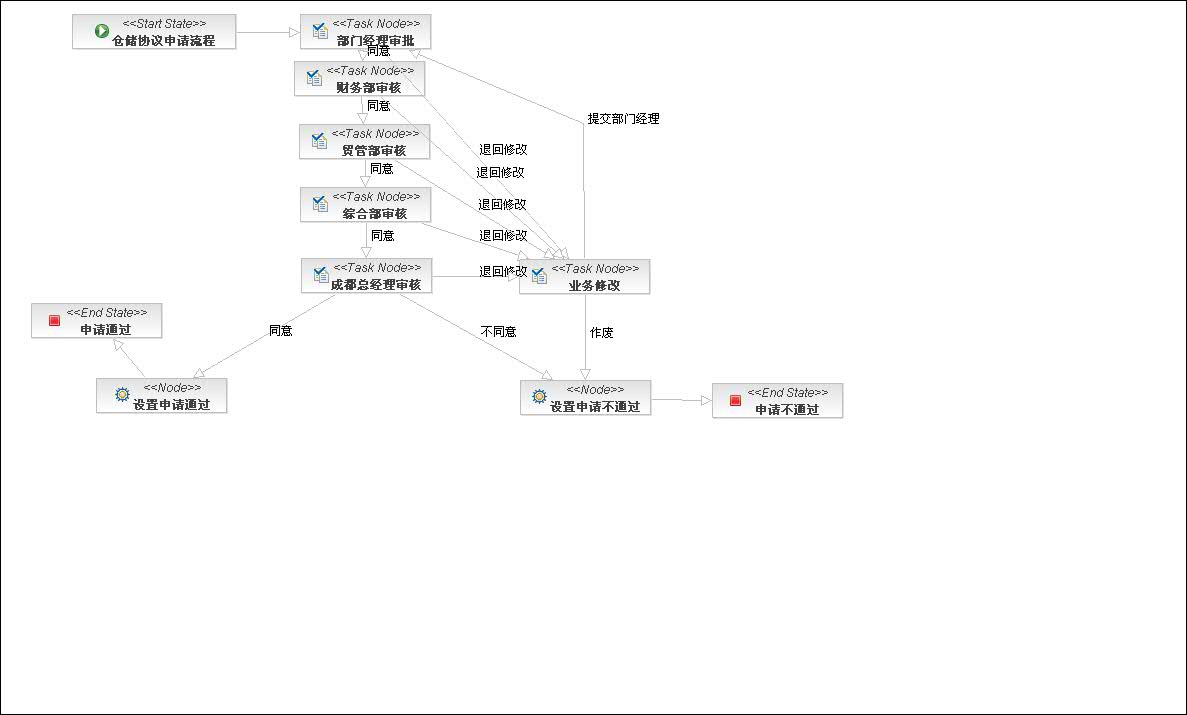 <<Start State>>
仓储协议申请流程
<<Task Node>>
部门经理审批
同意
<<Task Node>>
财务部审核
同意
提交部门经理
<<Task Node>>
贸管部审核
退回修改
同意
退回修改
<<Task Node>>
综合部审核
退回修改
同意
退回修改
<<Task Node>>
成都总经理审核
退回修改
<<Task Node>>
业务修改
<<End State>>
申请通过
同意
不同意
作废
<<Node>>
设置申请通过
<<Node>>
设置申请不通过
<<End State>>
申请不通过